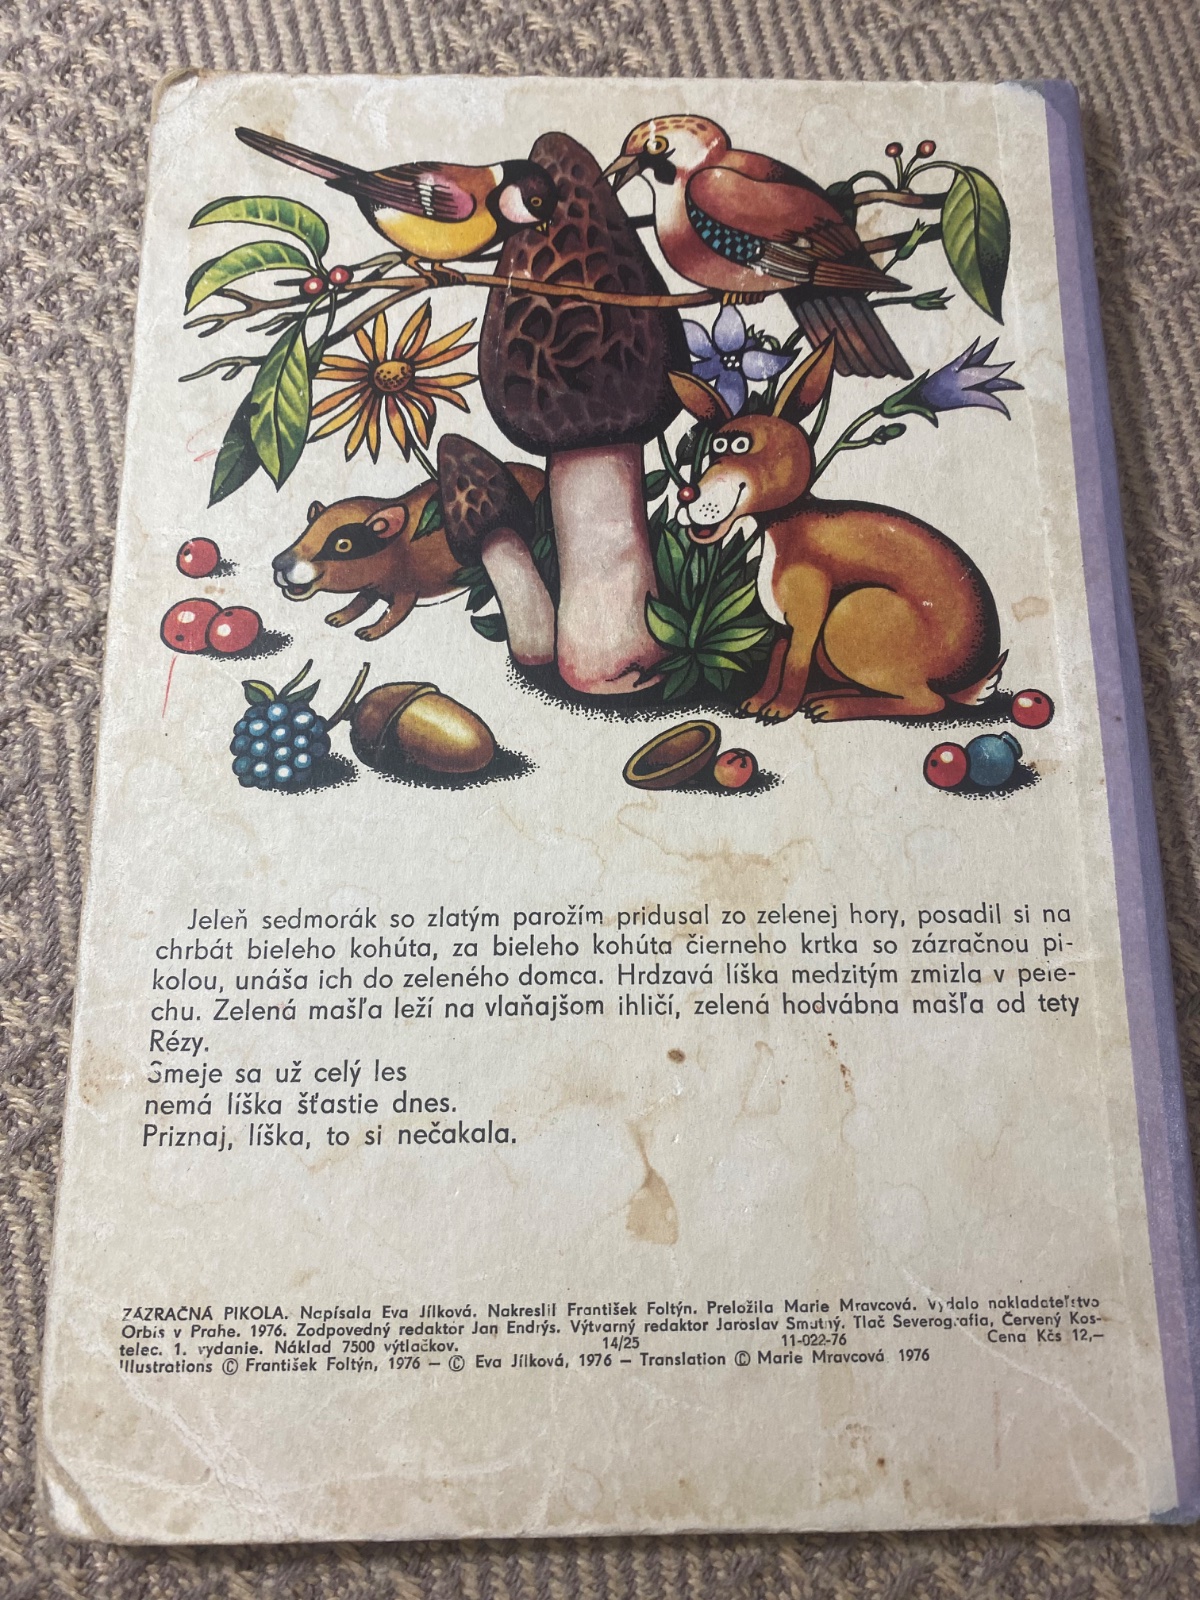 Jeleň sedmorák so zlatým parožím pridusal zo zelenej hory, posadil si na
chrbát bieleho kohúta, za bieleho kohúta čierneho krtka so zázračnou pi-
kolou, unáša ich do zeleného domca. Hrdzavá líška medzitým zmizla v peie-
chu. Zelená mašľa leží na vlaňajšom ihličí, zelená hodvábna mašľa od tety
Rézy.
Smeje sa už celý les
nemá líška šťastie dnes.
Priznaj, líška, to si nečakala.
ZÁZRAČNÁ PIKOLA. Napísala Eva Jílková. Nakreslil František Foltýn. Preložila Marie Mravcová. Vydalo nakladateľstvo
Orbis v Prahe. 1976. Zodpovedný redaktor Jan Endrýs. Výtvarný redaktor Jaroslav Smutný. Tlač Severografia, Červený Kos-
telec. 1. vydanie. Náklad 7500 výtlačkov. 14/25 11-022-76 Cena Kčs 12,—
Illustrations © František Foltýn, 1976 — © Eva Jílková, 1976 — Translation © Marie Mravcová 1976